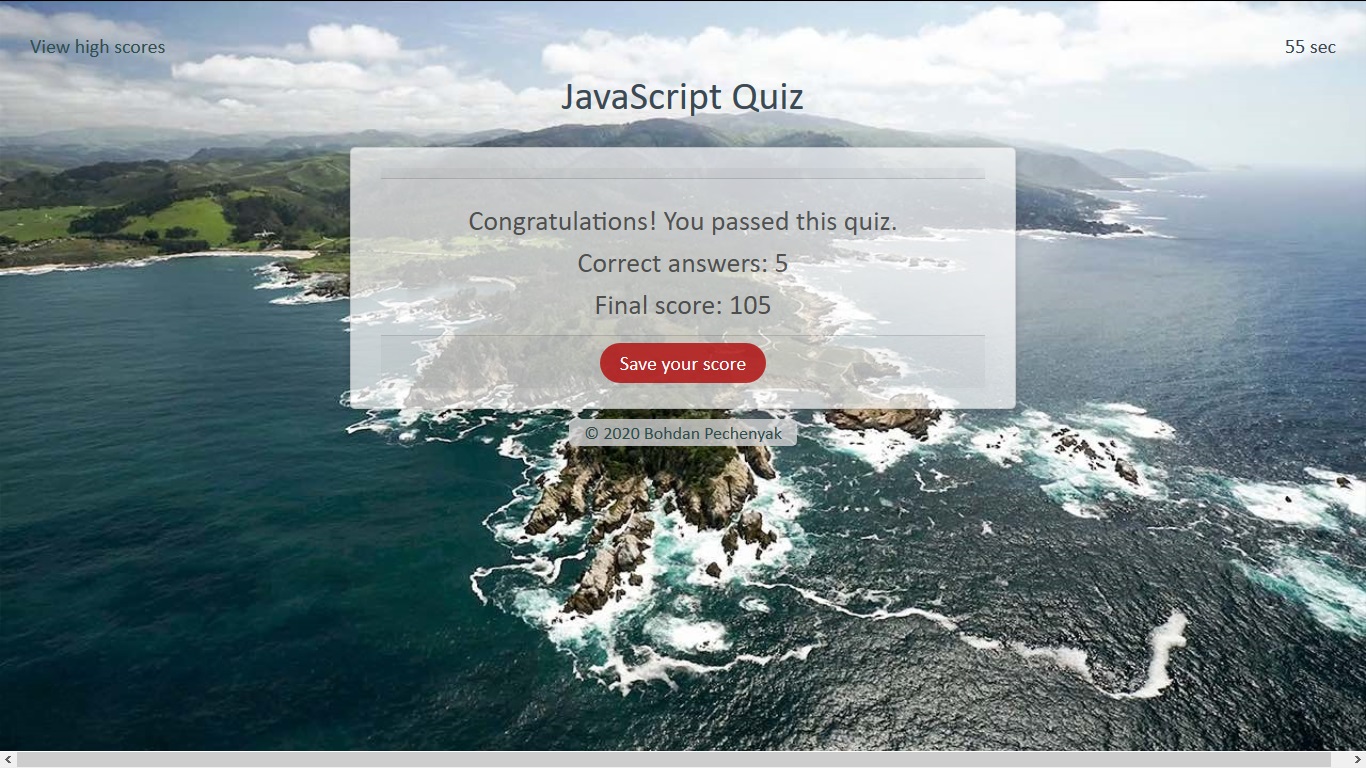 View high scores
55 sec
JavaScript Quiz
Congratulations! You passed this quiz.
Correct answers: 5
Final score: 105
Save your score
© 2020 Bohdan Pechenyak